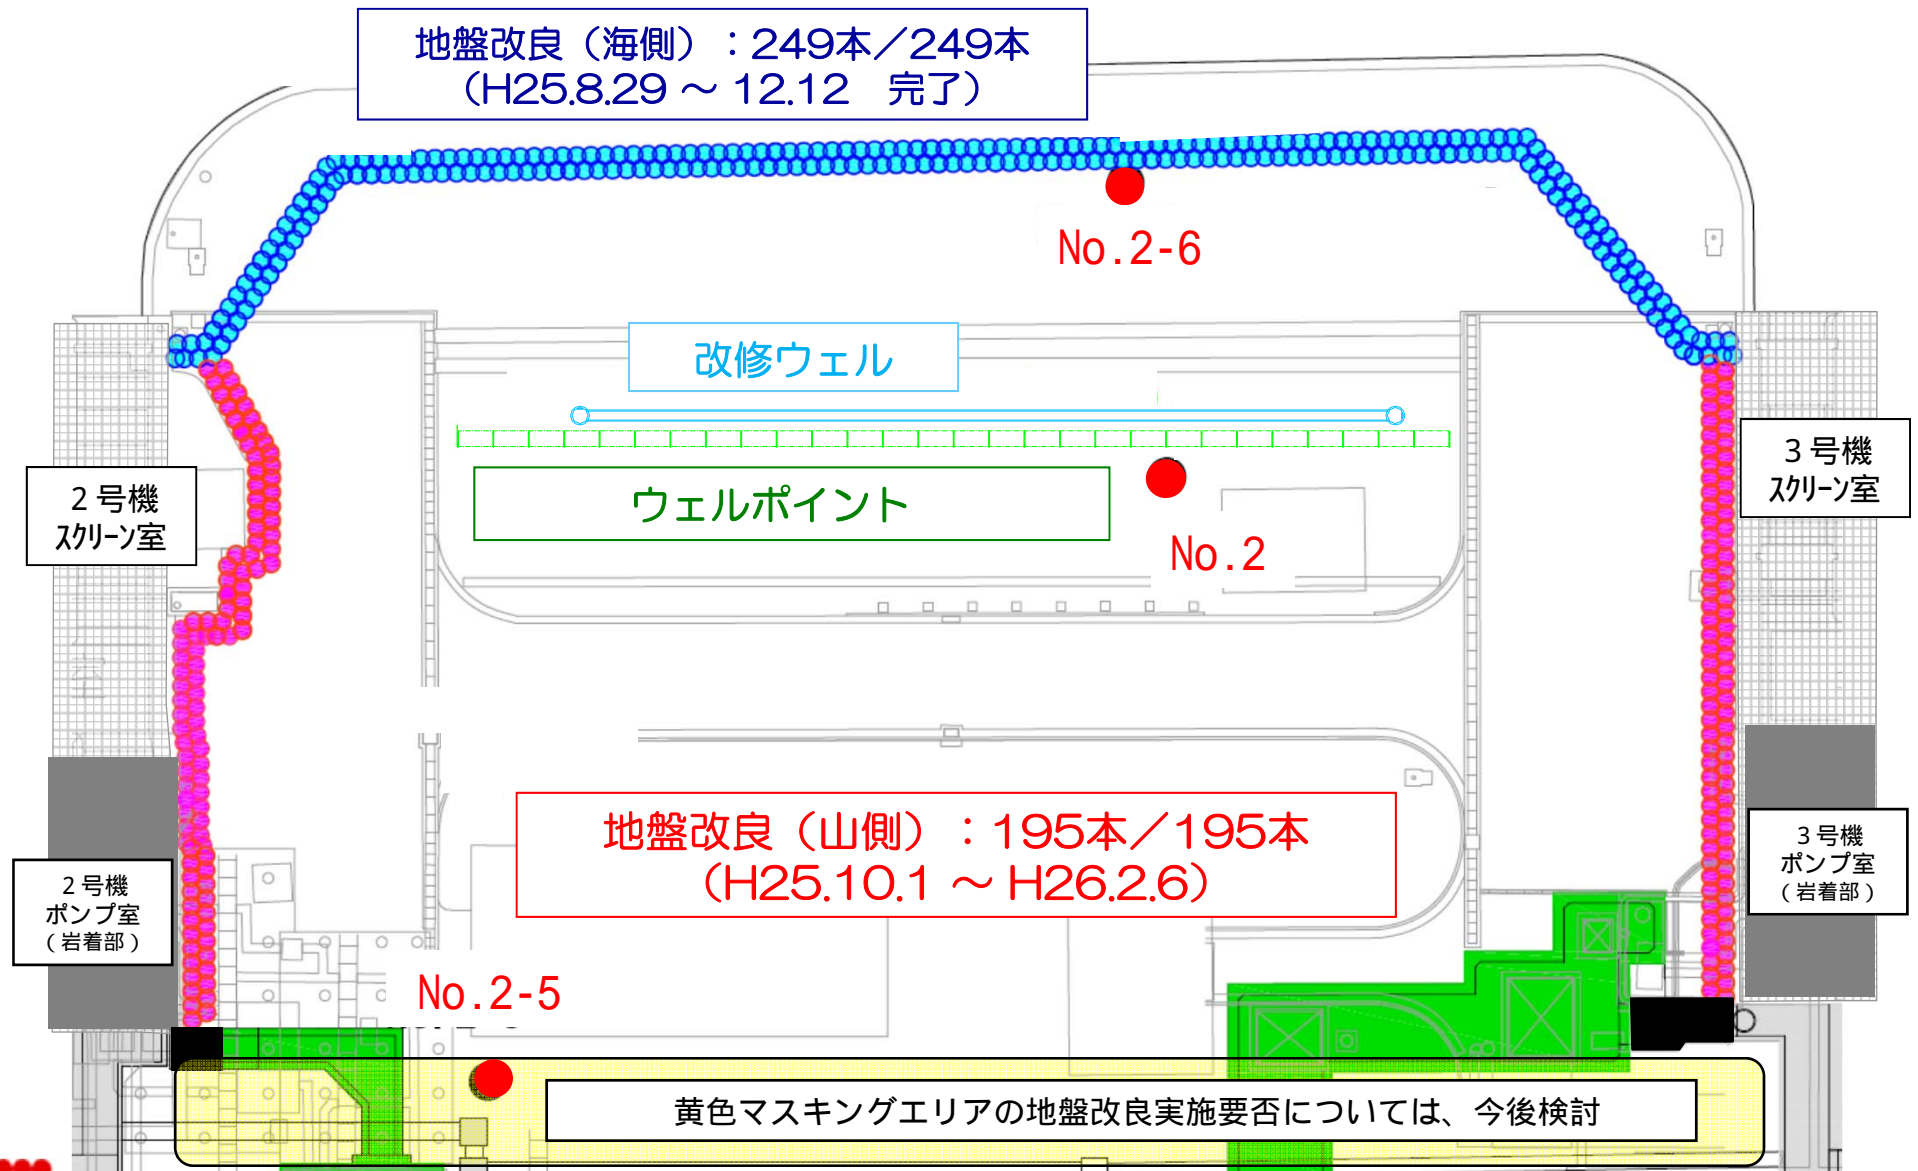 地盤改良（海側）：249本／249本
（H25.8.29 ～ 12.12　完了）
No.2-6
改修ウェル
ウェルポイント
No.2
2号機
スクリーン室
3号機
スクリーン室
地盤改良（山側）：195本／195本
（H25.10.1 ～ H26.2.6）
2号機
ポンプ室
（岩着部）
3号機
ポンプ室
（岩着部）
No.2-5
黄色マスキングエリアの地盤改良実施要否については、今後検討